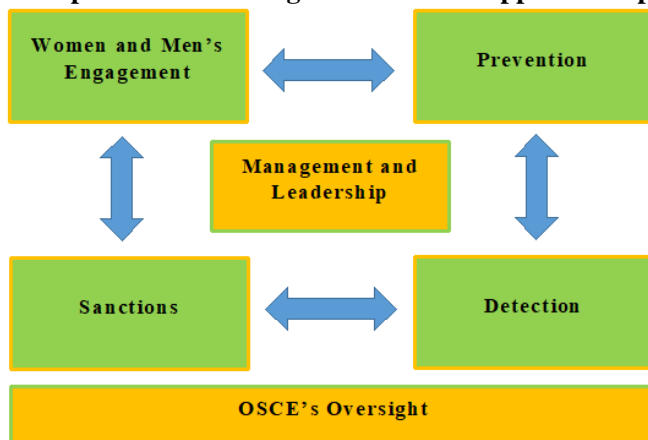 Women and Men's
Engagement
Prevention
Management and
Leadership
Sanctions
Detection
OSCE's Oversight